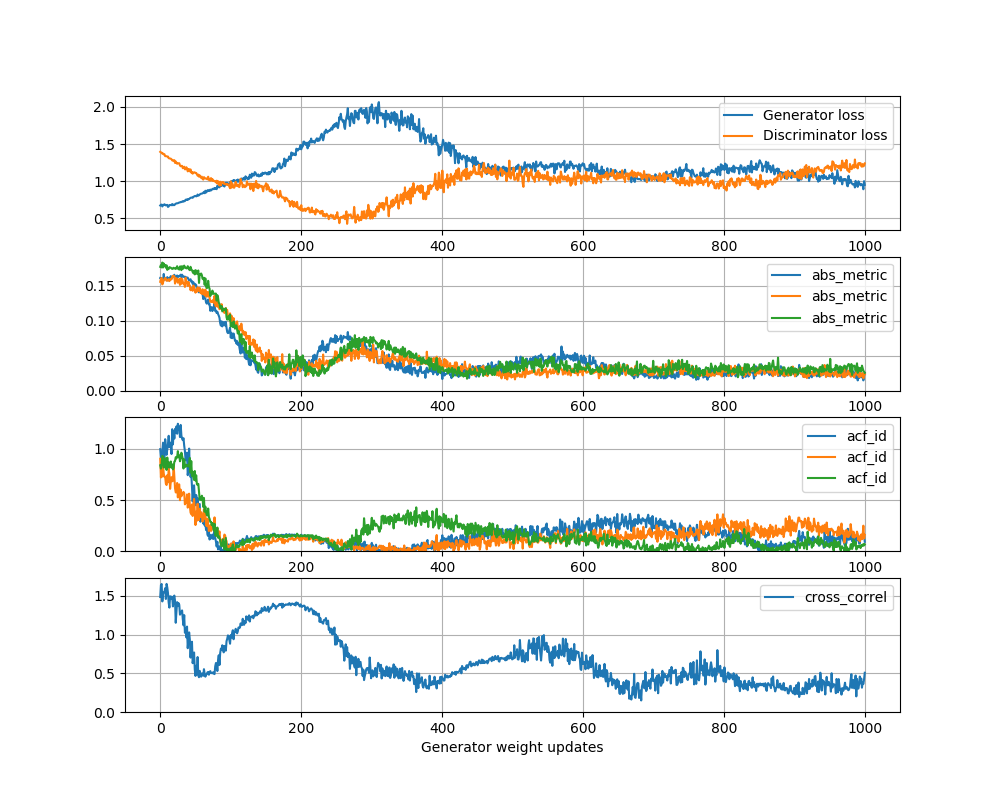 2.0
1.5
1.0
0.5
Generator loss
Discriminator loss
0 200 400 600 800 1000
0.15
0.10
0.05
0.00
abs_metric
abs_metric
abs_metric
0 200 400 600 800 1000
1.0
0.5
0.0
acf_id
acf_id
acf_id
0 200 400 600 800 1000
1.5
1.0
0.5
0.0
cross_correl
0 200 400 600 800 1000
Generator weight updates